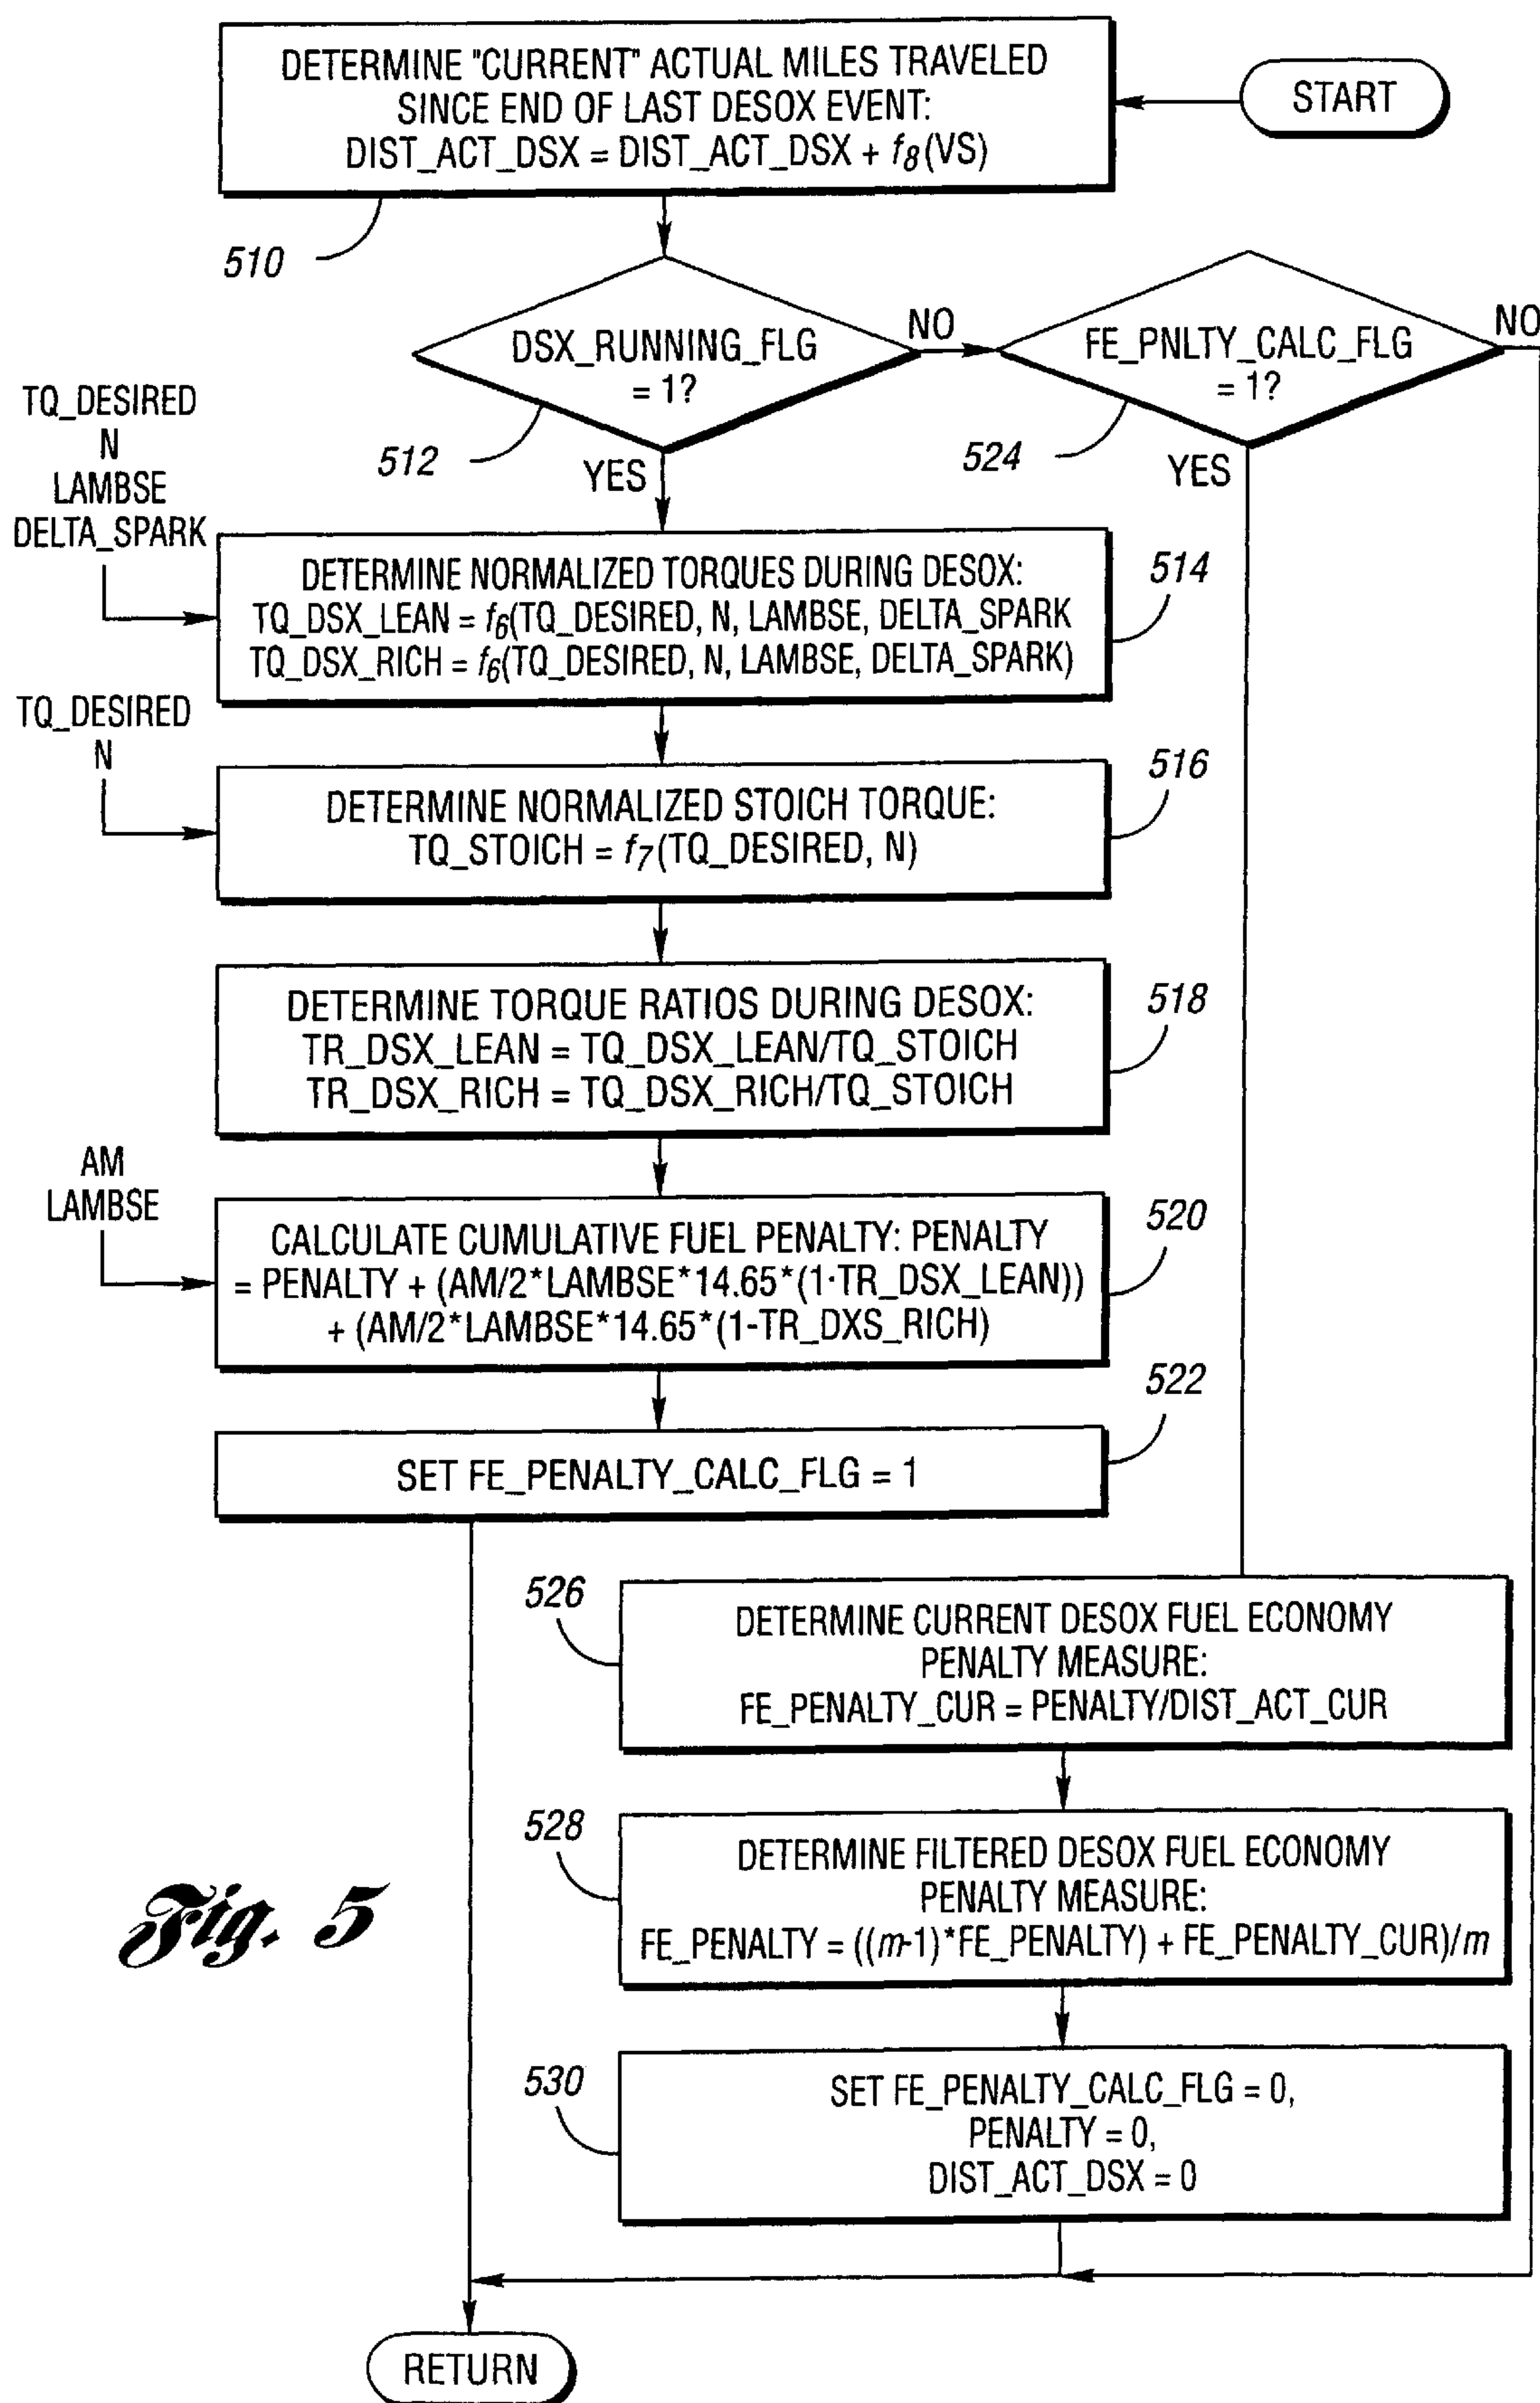 DETERMINE "CURRENT" ACTUAL MILES TRAVELED
SINCE END OF LAST DESOX EVENT:
DIST_ACT_DSX = DIST_ACT_DSX + f8(VS)
START
510
DSX_RUNNING_FLG
= 1?
NO
FE_PNLTY_CALC_FLG
= 1?
NO
512
YES
524
YES
TQ_DESIRED
N
LAMBSE
DELTA_SPARK
DETERMINE NORMALIZED TORQUES DURING DESOX:
TQ_DSX_LEAN = f6(TQ_DESIRED, N, LAMBSE, DELTA_SPARK
TQ_DSX_RICH = f6(TQ_DESIRED, N, LAMBSE, DELTA_SPARK)
514
TQ_DESIRED
N
DETERMINE NORMALIZED STOICH TORQUE:
TQ_STOICH = f7(TQ_DESIRED, N)
516
DETERMINE TORQUE RATIOS DURING DESOX:
TR_DSX_LEAN = TQ_DSX_LEAN/TQ_STOICH
TR_DSX_RICH = TQ_DSX_RICH/TQ_STOICH
518
AM
LAMBSE
CALCULATE CUMULATIVE FUEL PENALTY: PENALTY
= PENALTY + (AM/2*LAMBSE*14.65*(1·TR_DSX_LEAN))
+ (AM/2*LAMBSE*14.65*(1-TR_DXS_RICH)
520
SET FE_PENALTY_CALC_FLG = 1
522
526
DETERMINE CURRENT DESOX FUEL ECONOMY
PENALTY MEASURE:
FE_PENALTY_CUR = PENALTY/DIST_ACT_CUR
528
DETERMINE FILTERED DESOX FUEL ECONOMY
PENALTY MEASURE:
FE_PENALTY = ((m-1)*FE_PENALTY) + FE_PENALTY_CUR)/m
Fig. 5
530
SET FE_PENALTY_CALC_FLG = 0,
PENALTY = 0,
DIST_ACT_DSX = 0
RETURN